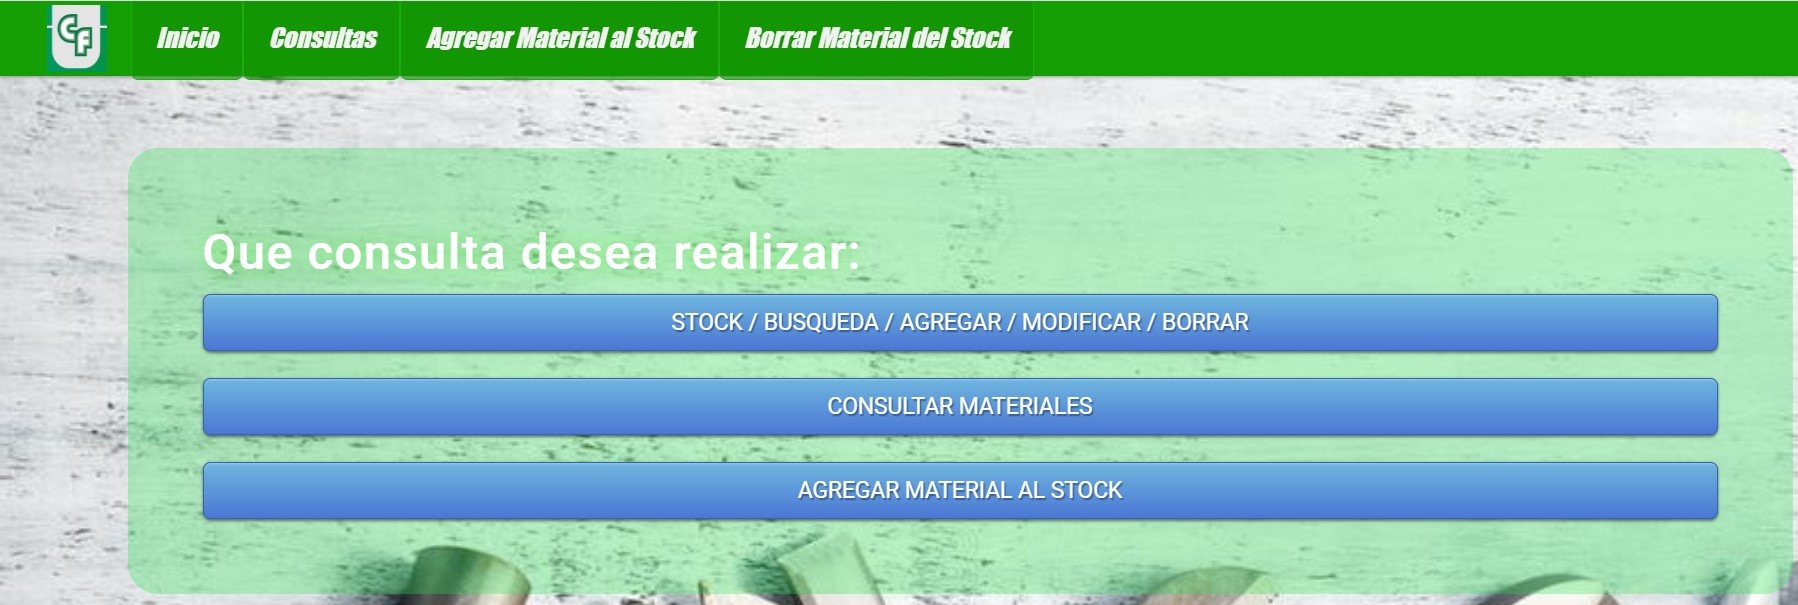 CF
Inicio
Consultas
Agregar Material al Stock
Borrar Material del Stock
Que consulta desea realizar:
STOCK / BUSQUEDA / AGREGAR / MODIFICAR / BORRAR
CONSULTAR MATERIALES
AGREGAR MATERIAL AL STOCK